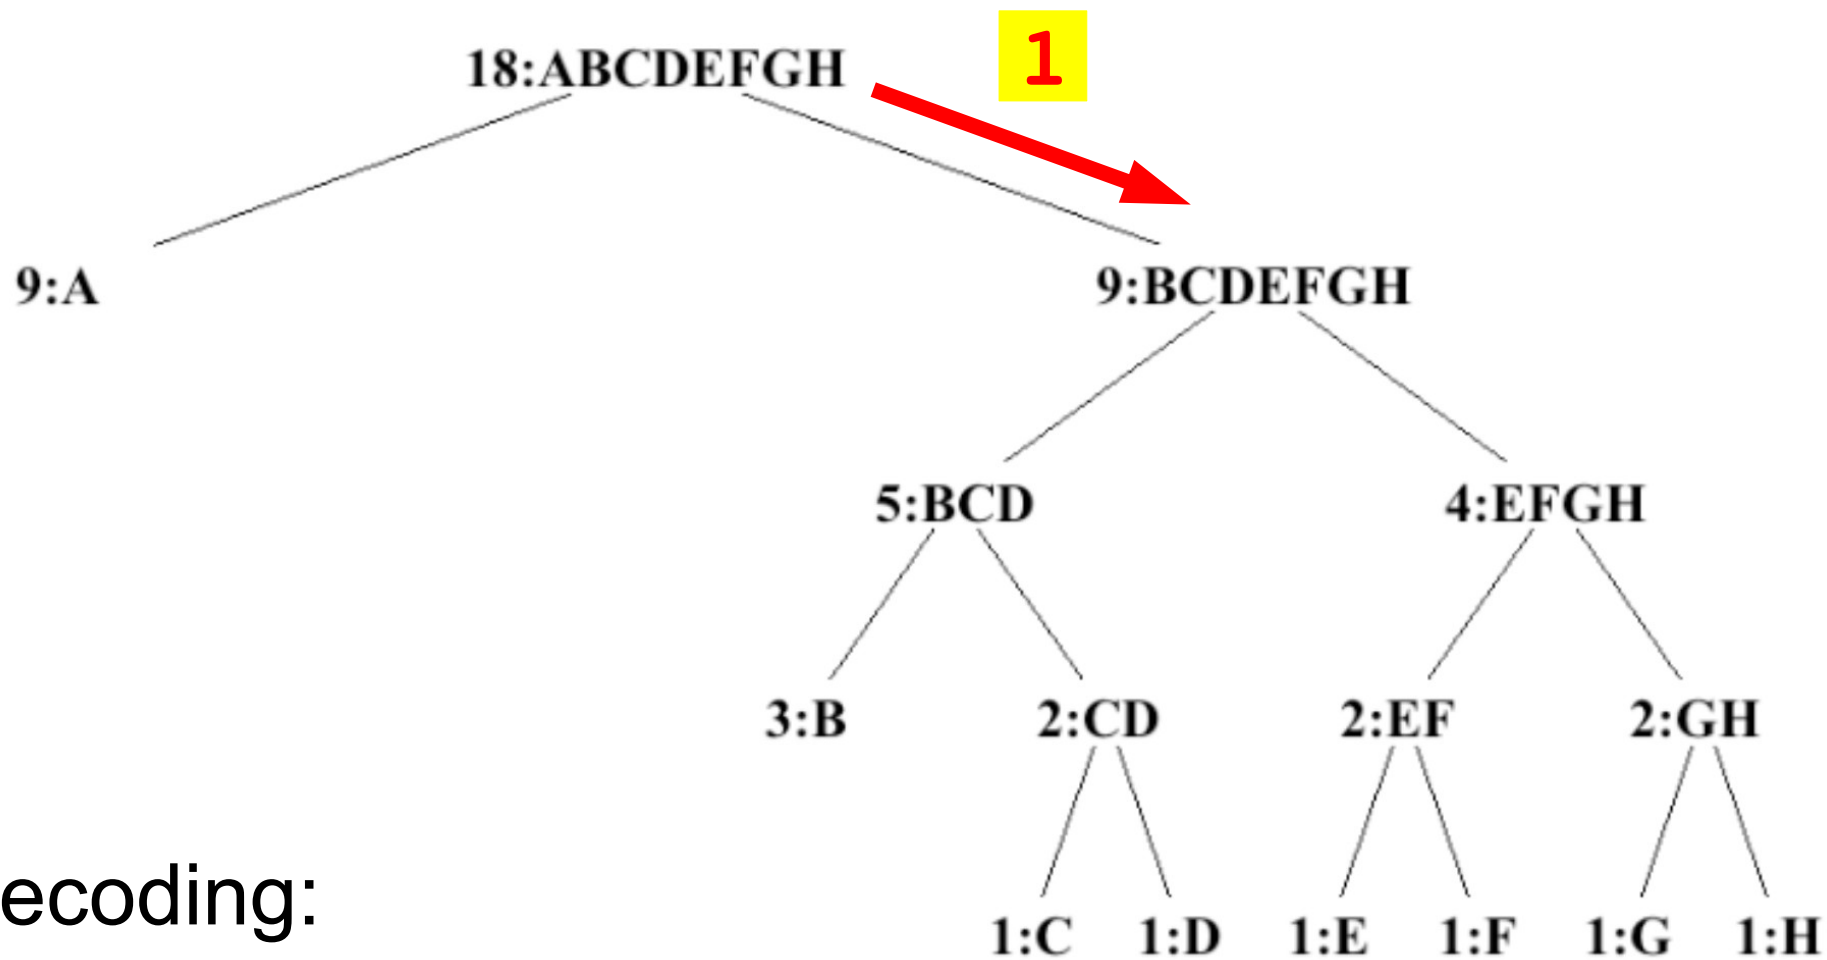 18:ABCDEFGH
1
9:A
9:BCDEFGH
5:BCD
4:EFGH
3:B
2:CD
2:EF
2:GH
ecoding:
1:C
1:D
1:E
1:F
1:G
1:H